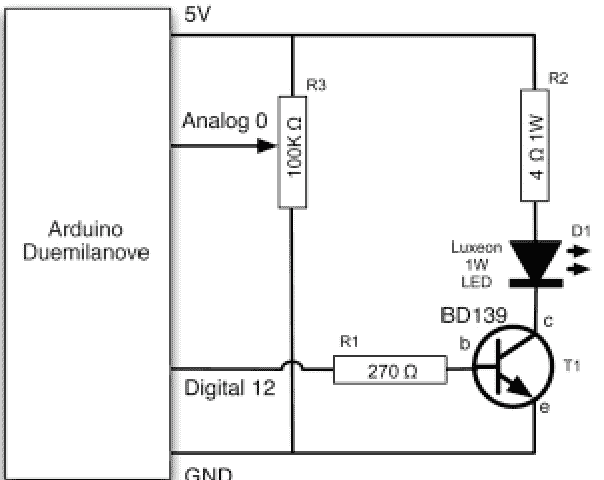 5V
R3
R2
Analog 0
100K Ω
4 Ω 1W
Arduino
Duemilanove
D1
Luxeon
1W
LED
BD139
c
R1
b
270 Ω
T1
Digital 12
e
GND